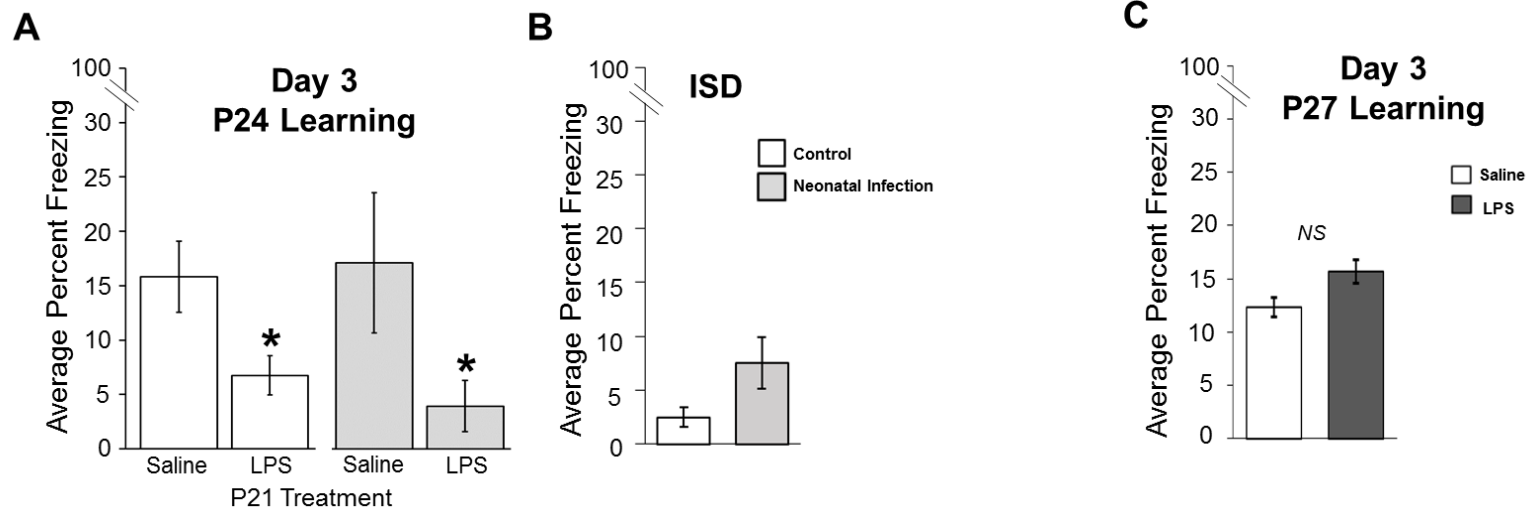 A
Day 3
P24 Learning
Average Percent Freezing
100
30
25
20
15
10
5
0
*
*
Saline
LPS
Saline
LPS
P21 Treatment
B
ISD
Average Percent Freezing
100
30
25
20
15
10
5
0
Control
Neonatal Infection
C
Day 3
P27 Learning
Average Percent Freezing
100
30
25
20
15
10
5
0
NS
Saline
LPS